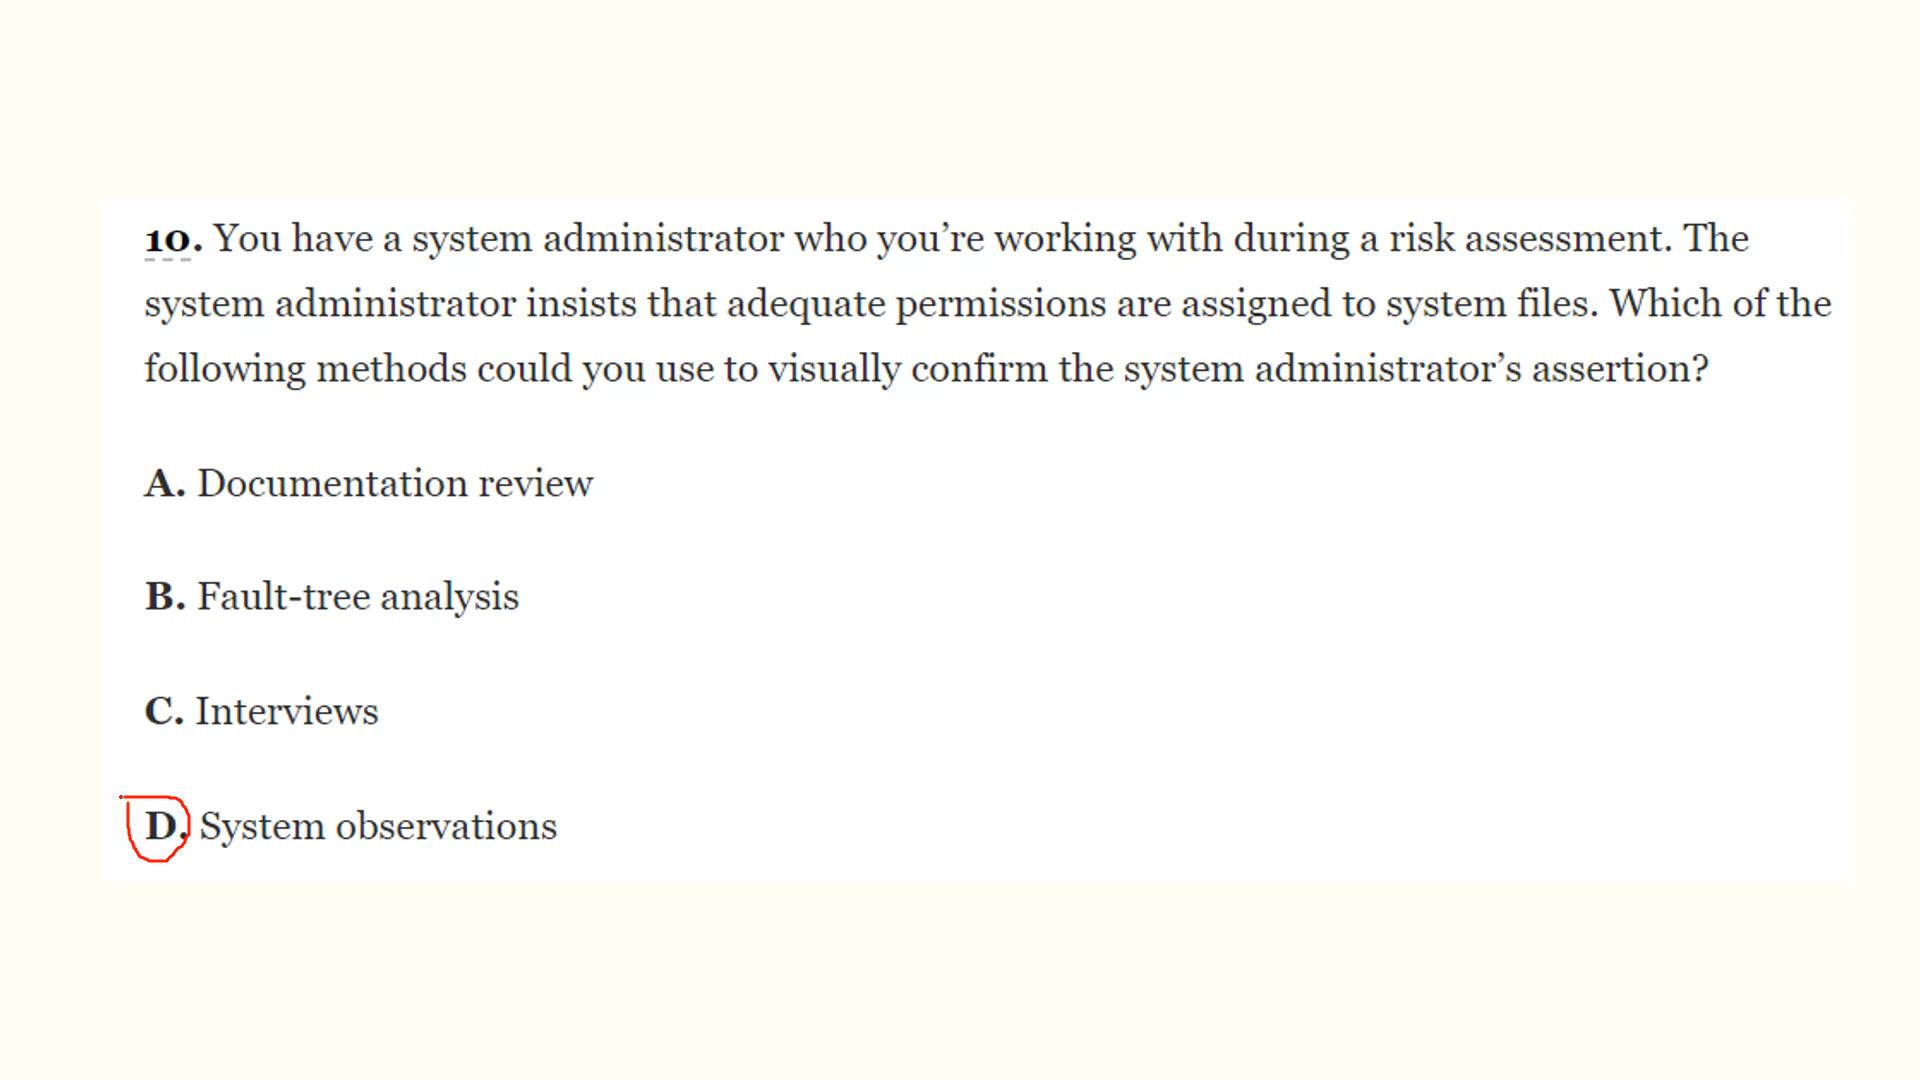 10. You have a system administrator who you’re working with during a risk assessment. The
system administrator insists that adequate permissions are assigned to system files. Which of the
following methods could you use to visually confirm the system administrator’s assertion?
A. Documentation review
B. Fault-tree analysis
C. Interviews
D. System observations